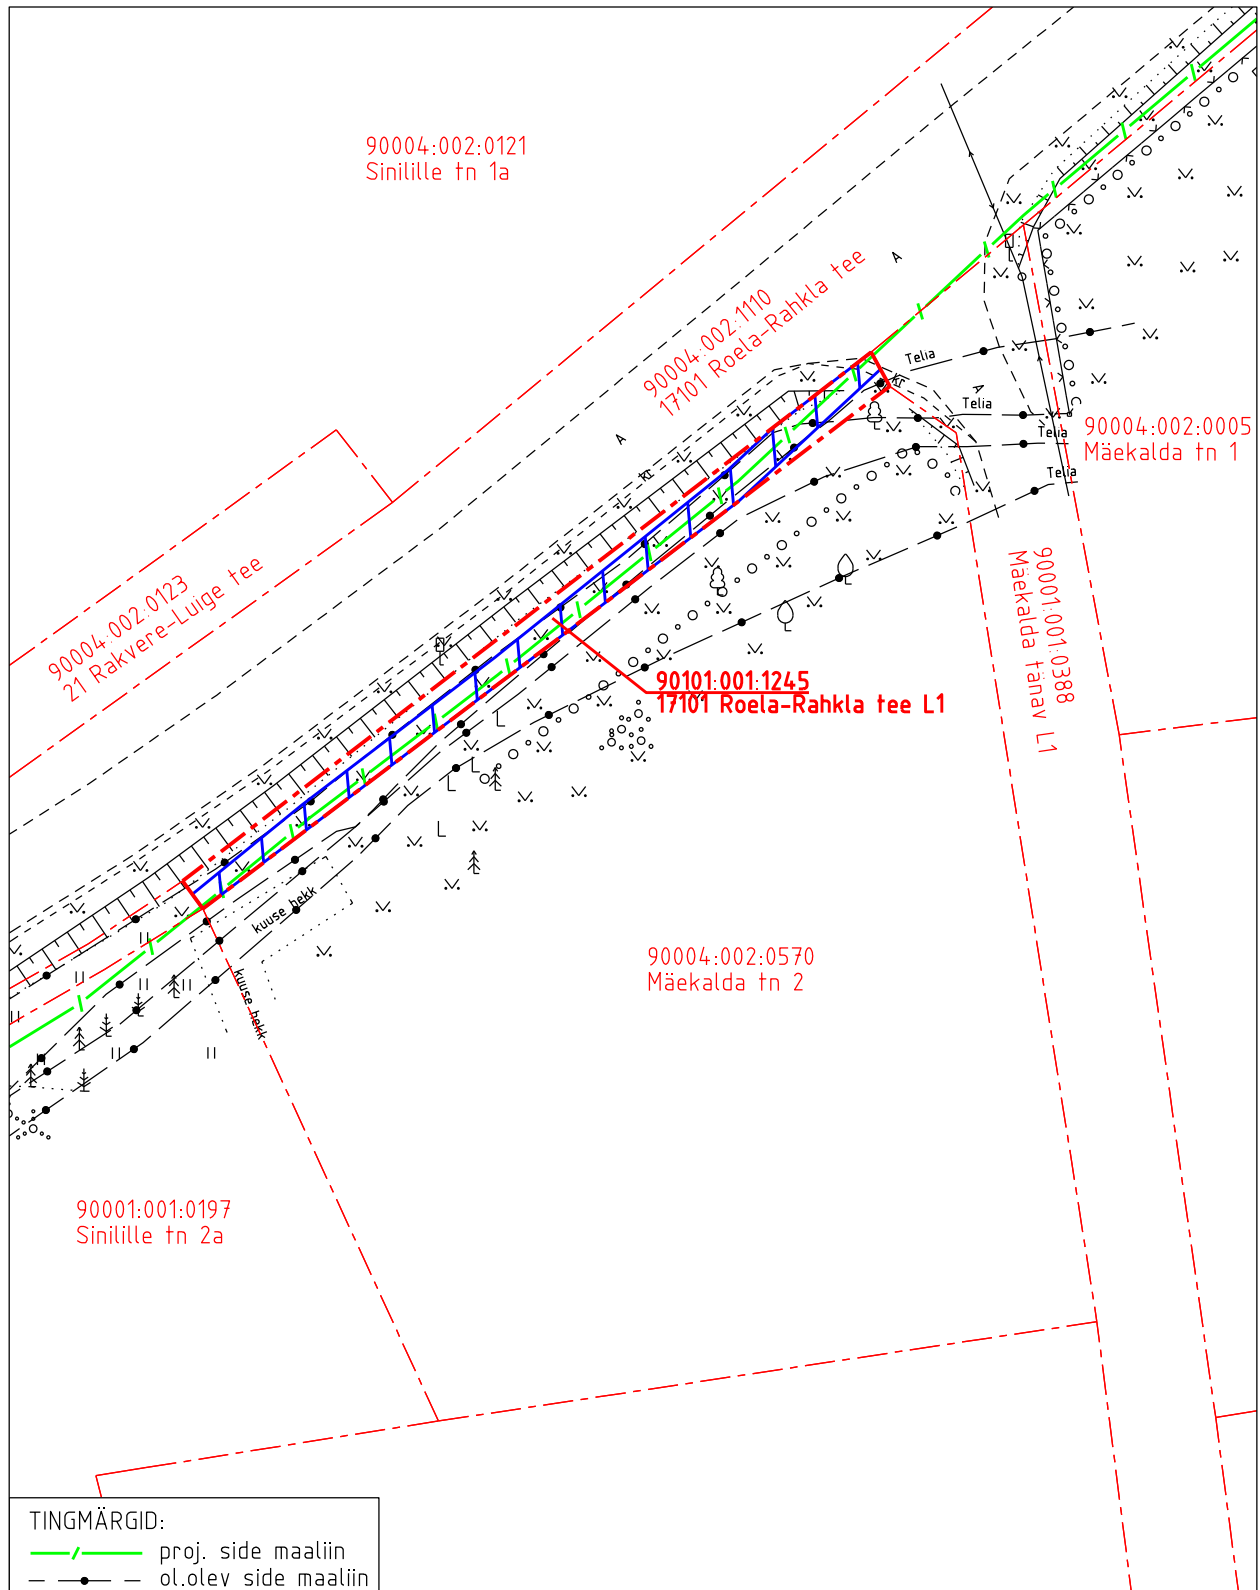 90004:002:0121
Sinilille tn 1a
90004:002:1110
17101 Roela-Rahkla tee
A
A
kr
kr
A
Telia
Telia
Telia
Telia
90004:002:0005
Mäekalda tn 1
90004:002:0123
21 Rakvere-Luige tee
90001:001:0388
Mäekalda tänav L1
90101:001:1245
17101 Roela-Rahkla tee L1
kuuse hekk
kuuse hekk
90004:002:0570
Mäekalda tn 2
90001:001:0197
Sinilille tn 2a
TINGMÄRGID:
proj. side maaliin
ol.olev side maaliin